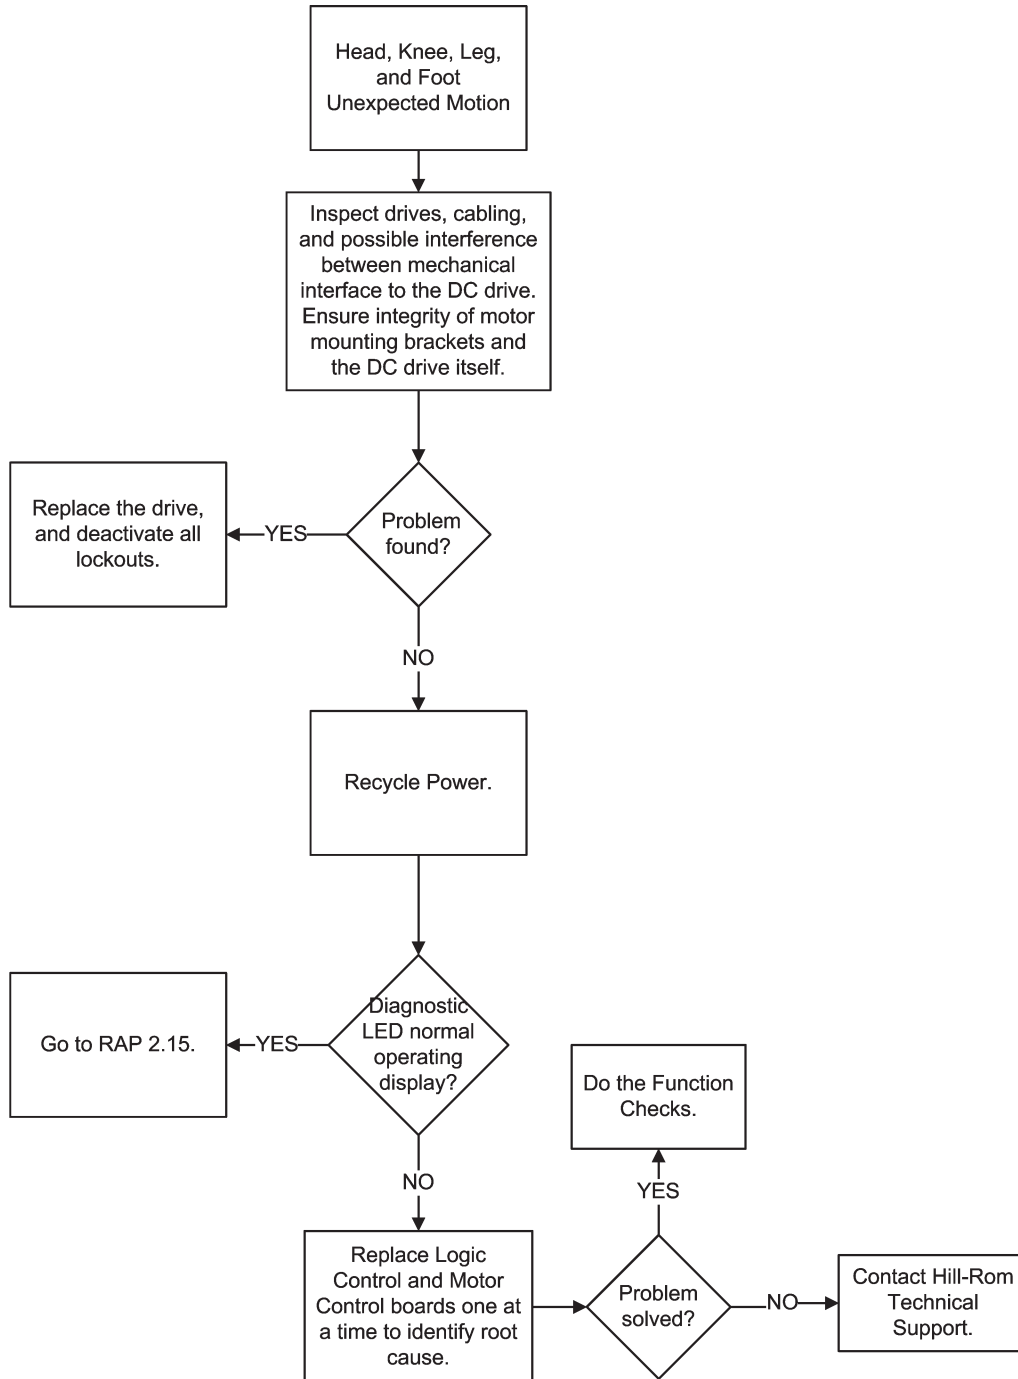 Head, Knee, Leg,
and Foot
Unexpected Motion
Inspect drives, cabling,
and possible interference
between mechanical
interface to the DC drive.
Ensure integrity of motor
mounting brackets and
the DC drive itself.
Problem
found?
YES
Replace the drive,
and deactivate all
lockouts.
NO
Recycle Power.
Diagnostic
LED normal
operating
display?
YES
Go to RAP 2.15.
NO
Replace Logic
Control and Motor
Control boards one at
a time to identify root
cause.
Problem
solved?
YES
Do the Function
Checks.
NO
Contact Hill-Rom
Technical
Support.